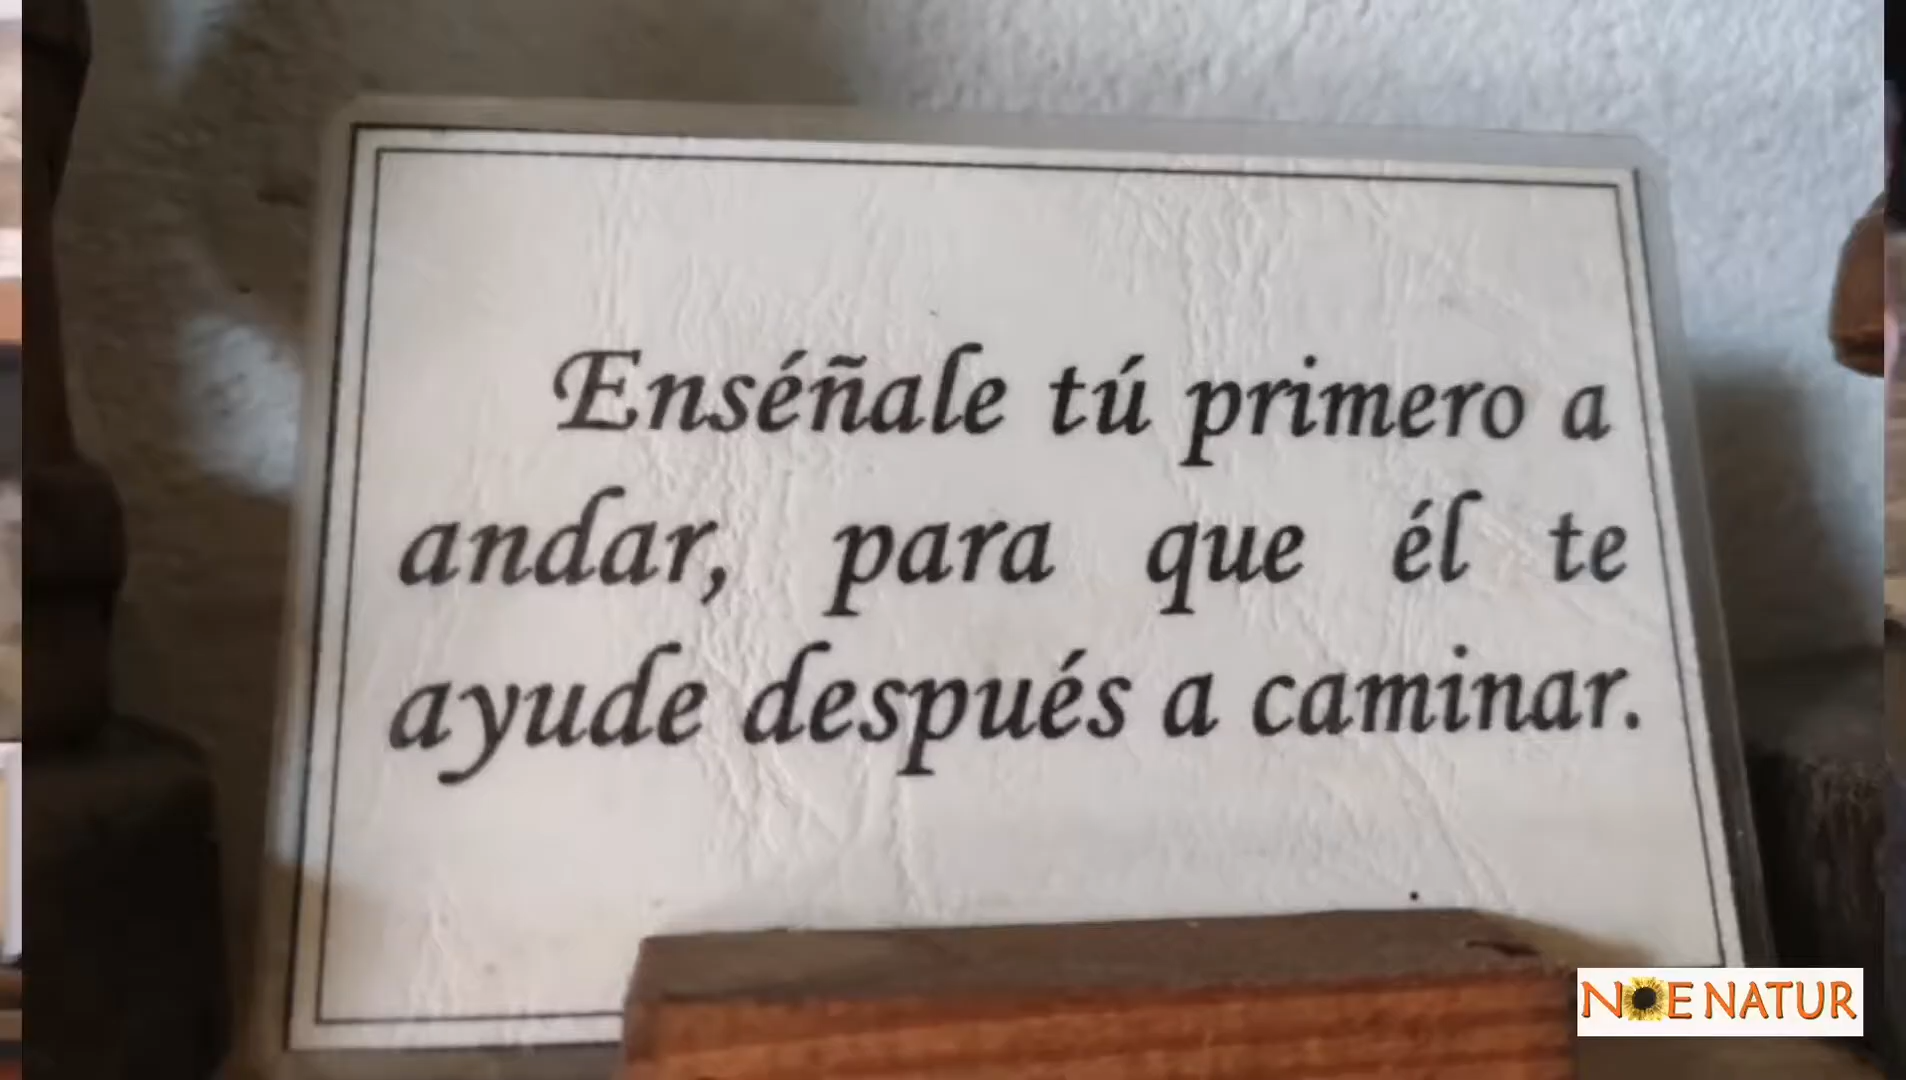 Enséñale tú primero a
andar, para que él te
ayude después a caminar.
NOE NATUR